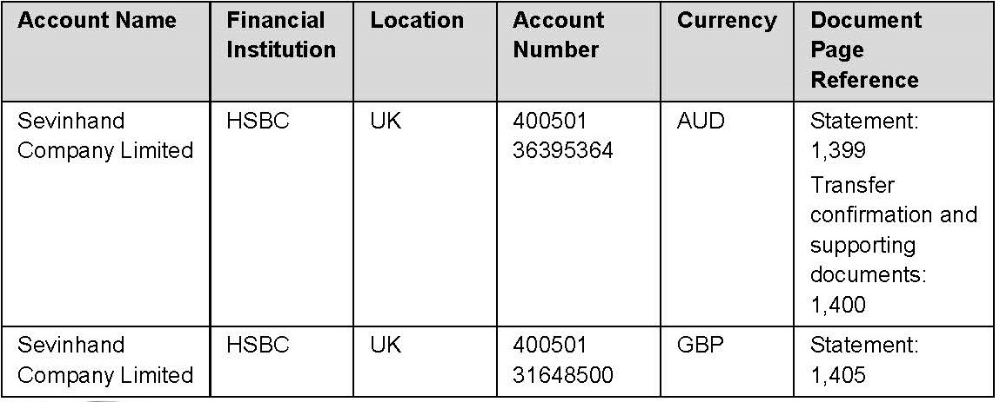 Account Name
Financial
Institution
Location
Account
Number
Currency
Document
Page
Reference
Sevinhand
Company Limited
HSBC
UK
400501
36395364
AUD
Statement:
1,399
Transfer
confirmation and
supporting
documents:
1,400
Sevinhand
Company Limited
HSBC
UK
400501
31648500
GBP
Statement:
1,405